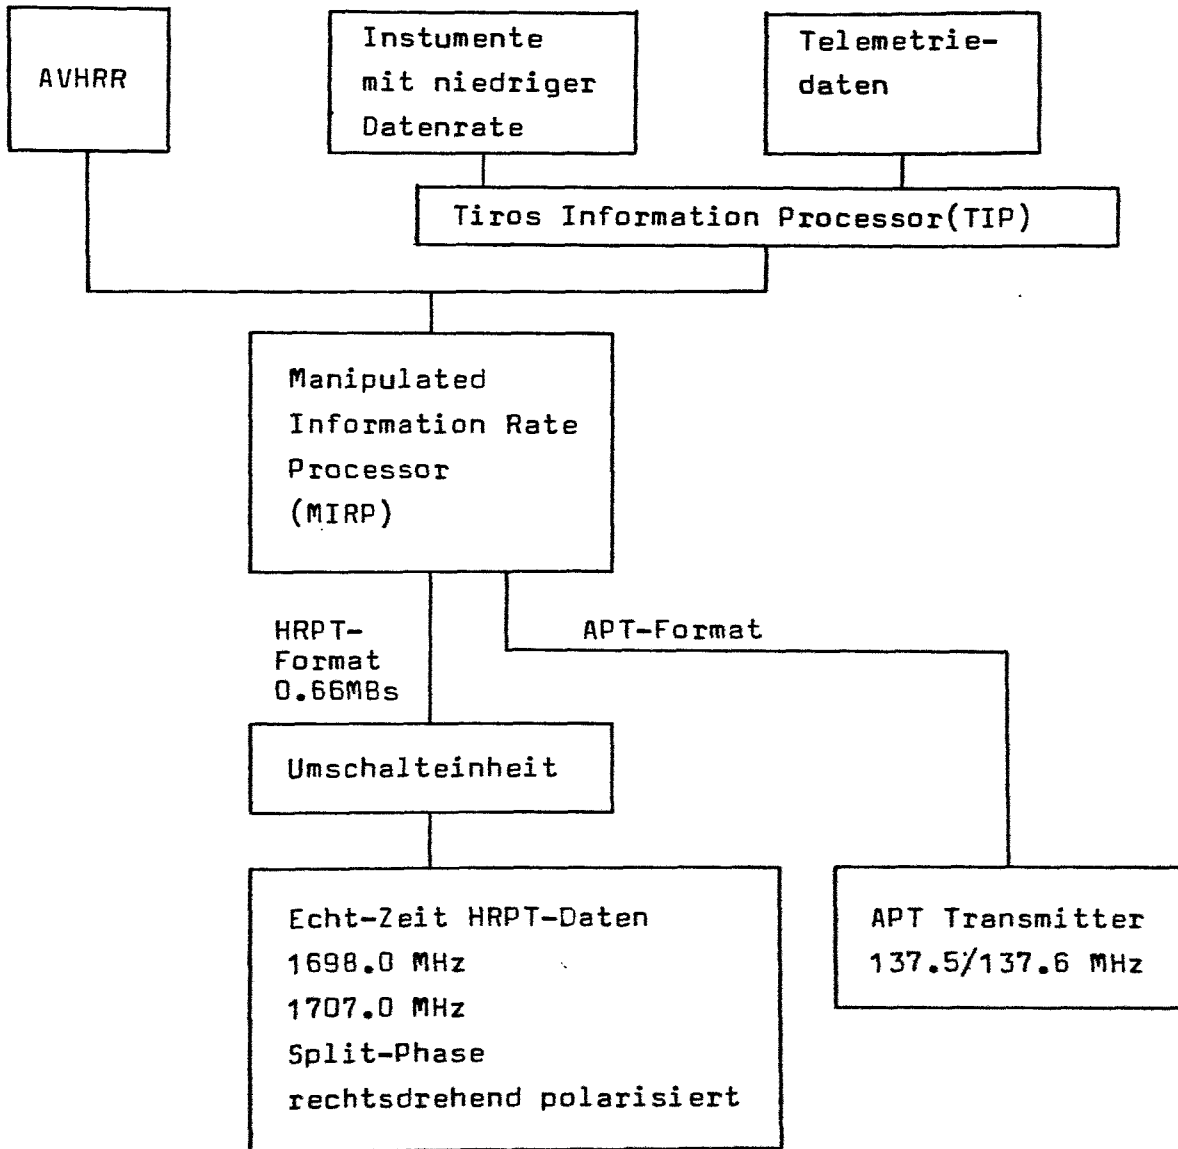 AVHRR
Instumente
mit niedriger
Datenrate
Telemetrie-
daten
Tiros Information Processor(TIP)
Manipulated
Information Rate
Processor
(MIRP)
HRPT-
Format
0.66MBs
APT-Format
Umschalteinheit
Echt-Zeit HRPT-Daten
1698.0 MHz
1707.0 MHz
Split-Phase
rechtsdrehend polarisiert
APT Transmitter
137.5/137.6 MHz